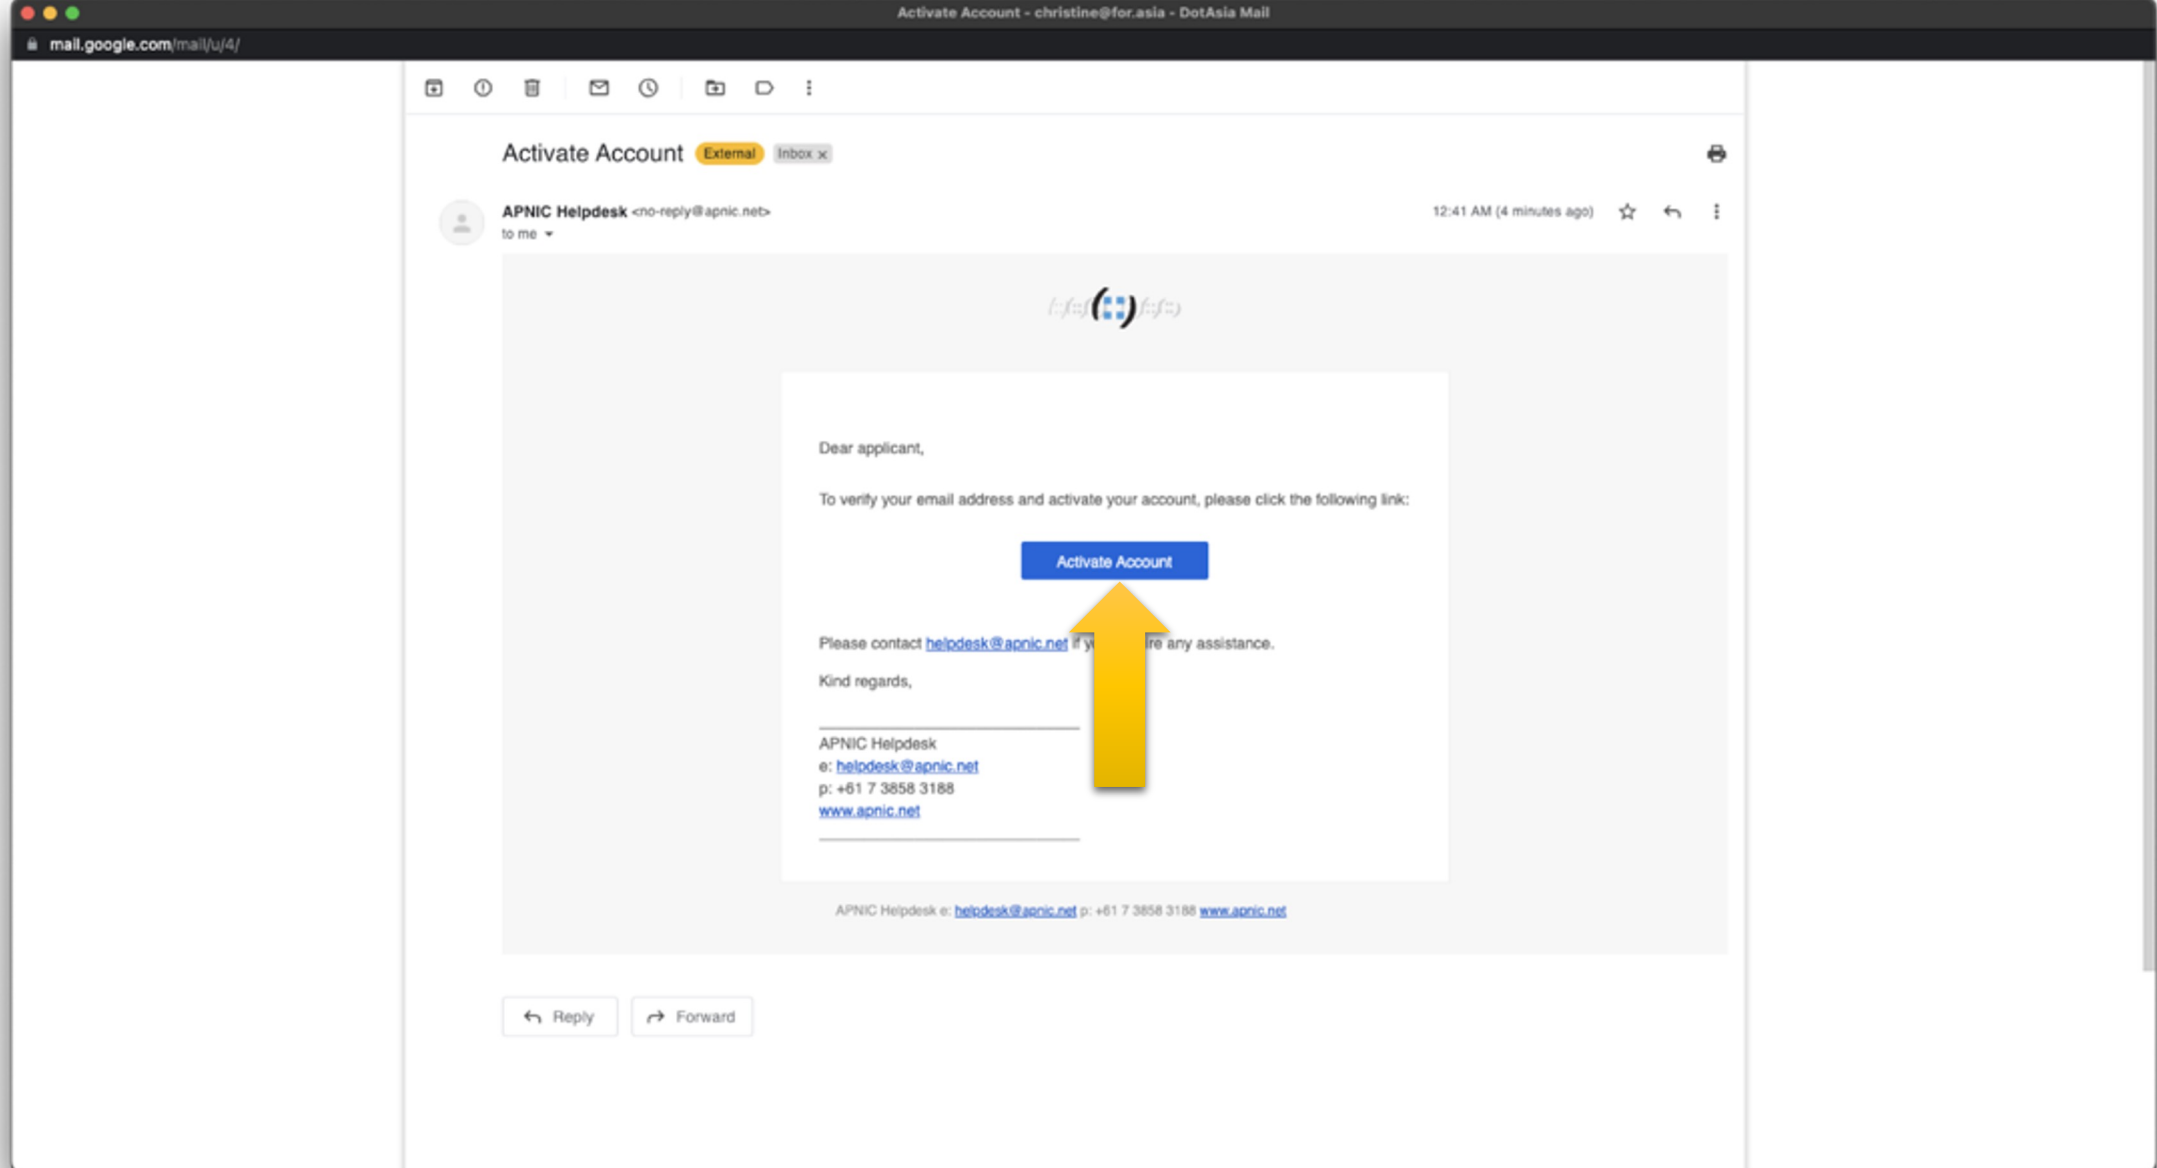 Activate Account - christine@for.asia - DotAsia Mail
mail.google.com/mail/u/4/
Activate Account External Inbox x
APNIC Helpdesk <no-reply@apnic.net> 12:41 AM (4 minutes ago)
to me
Dear applicant,
To verify your email address and activate your account, please click the following link:
Activate Account
Please contact helpdesk@apnic.net if any assistance.
Kind regards,
APNIC Helpdesk
e: helpdesk@apnic.net
p: +61 7 3858 3188
www.apnic.net
APNIC Helpdesk e: helpdesk@apnic.net p: +61 7 3858 3188 www.apnic.net
Reply Forward